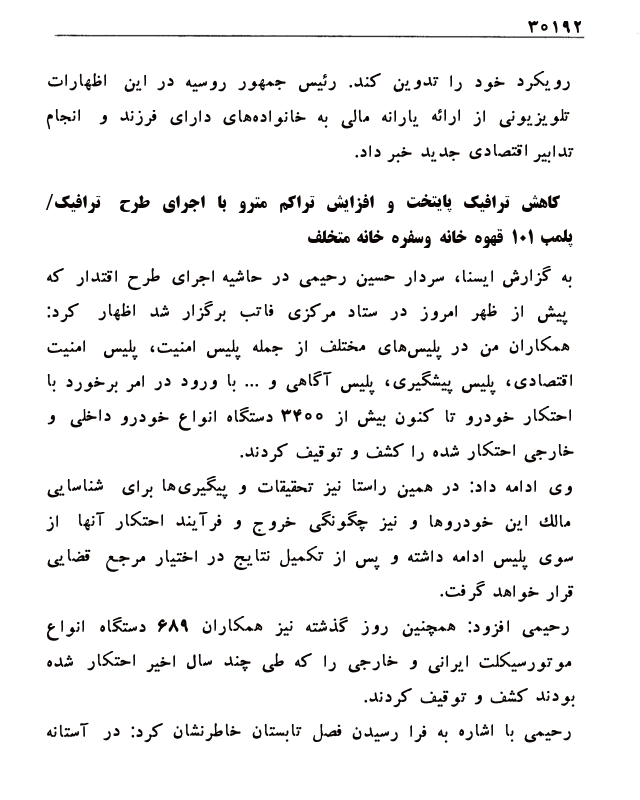 ۳۰۱۹۲
رویکرد خود را تدوین کند. رئیس جمهور روسیه در این اظهارات
تلویزیونی از ارائه یارانه مالی به خانواده‌های دارای فرزند و انجام
تدابیر اقتصادی جدید خبر داد.
کاهش ترافیک پایتخت و افزایش تراکم مترو با اجرای طرح ترافیک/
پلمب ۱۰۱ قهوه خانه وسفره خانه متخلف
به گزارش ایسنا، سردار حسین رحیمی در حاشیه اجرای طرح اقتدار که
پیش از ظهر امروز در ستاد مرکزی فاتب برگزار شد اظهار کرد:
همکاران من در پلیس‌های مختلف از جمله پلیس امنیت، پلیس امنیت
اقتصادی، پلیس پیشگیری، پلیس آگاهی و ... با ورود در امر برخورد با
احتکار خودرو تا کنون بیش از ۳۴۰۰ دستگاه انواع خودرو داخلی و
خارجی احتکار شده را کشف و توقیف کردند.
وی ادامه داد: در همین راستا نیز تحقیقات و پیگیری‌ها برای شناسایی
مالك این خودروها و نیز چگونگی خروج و فرآیند احتکار آنها از
سوی پلیس ادامه داشته و پس از تکمیل نتایج در اختیار مرجع قضایی
قرار خواهد گرفت.
رحیمی افزود: همچنین روز گذشته نیز همکاران ۶۸۹ دستگاه انواع
موتورسیکلت ایرانی و خارجی را که طی چند سال اخیر احتکار شده
بودند کشف و توقیف کردند.
رحیمی با اشاره به فرا رسیدن فصل تابستان خاطرنشان کرد: در آستانه